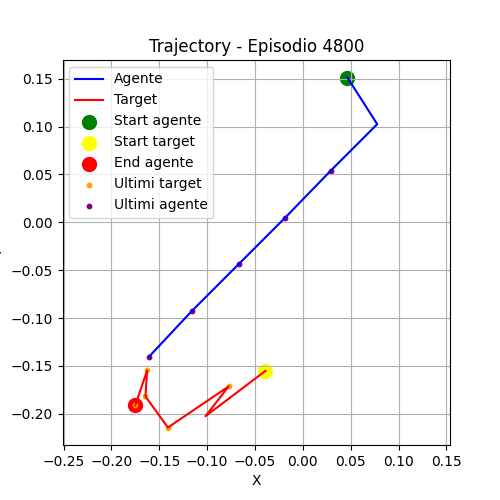 Trajectory - Episodio 4800
Agente
Target
Start agente
Start target
End agente
Ultimi target
Ultimi agente
0.15
0.10
0.05
0.00
−0.05
−0.10
−0.15
−0.20
−0.25 −0.20 −0.15 −0.10 −0.05 0.00 0.05 0.10 0.15
X